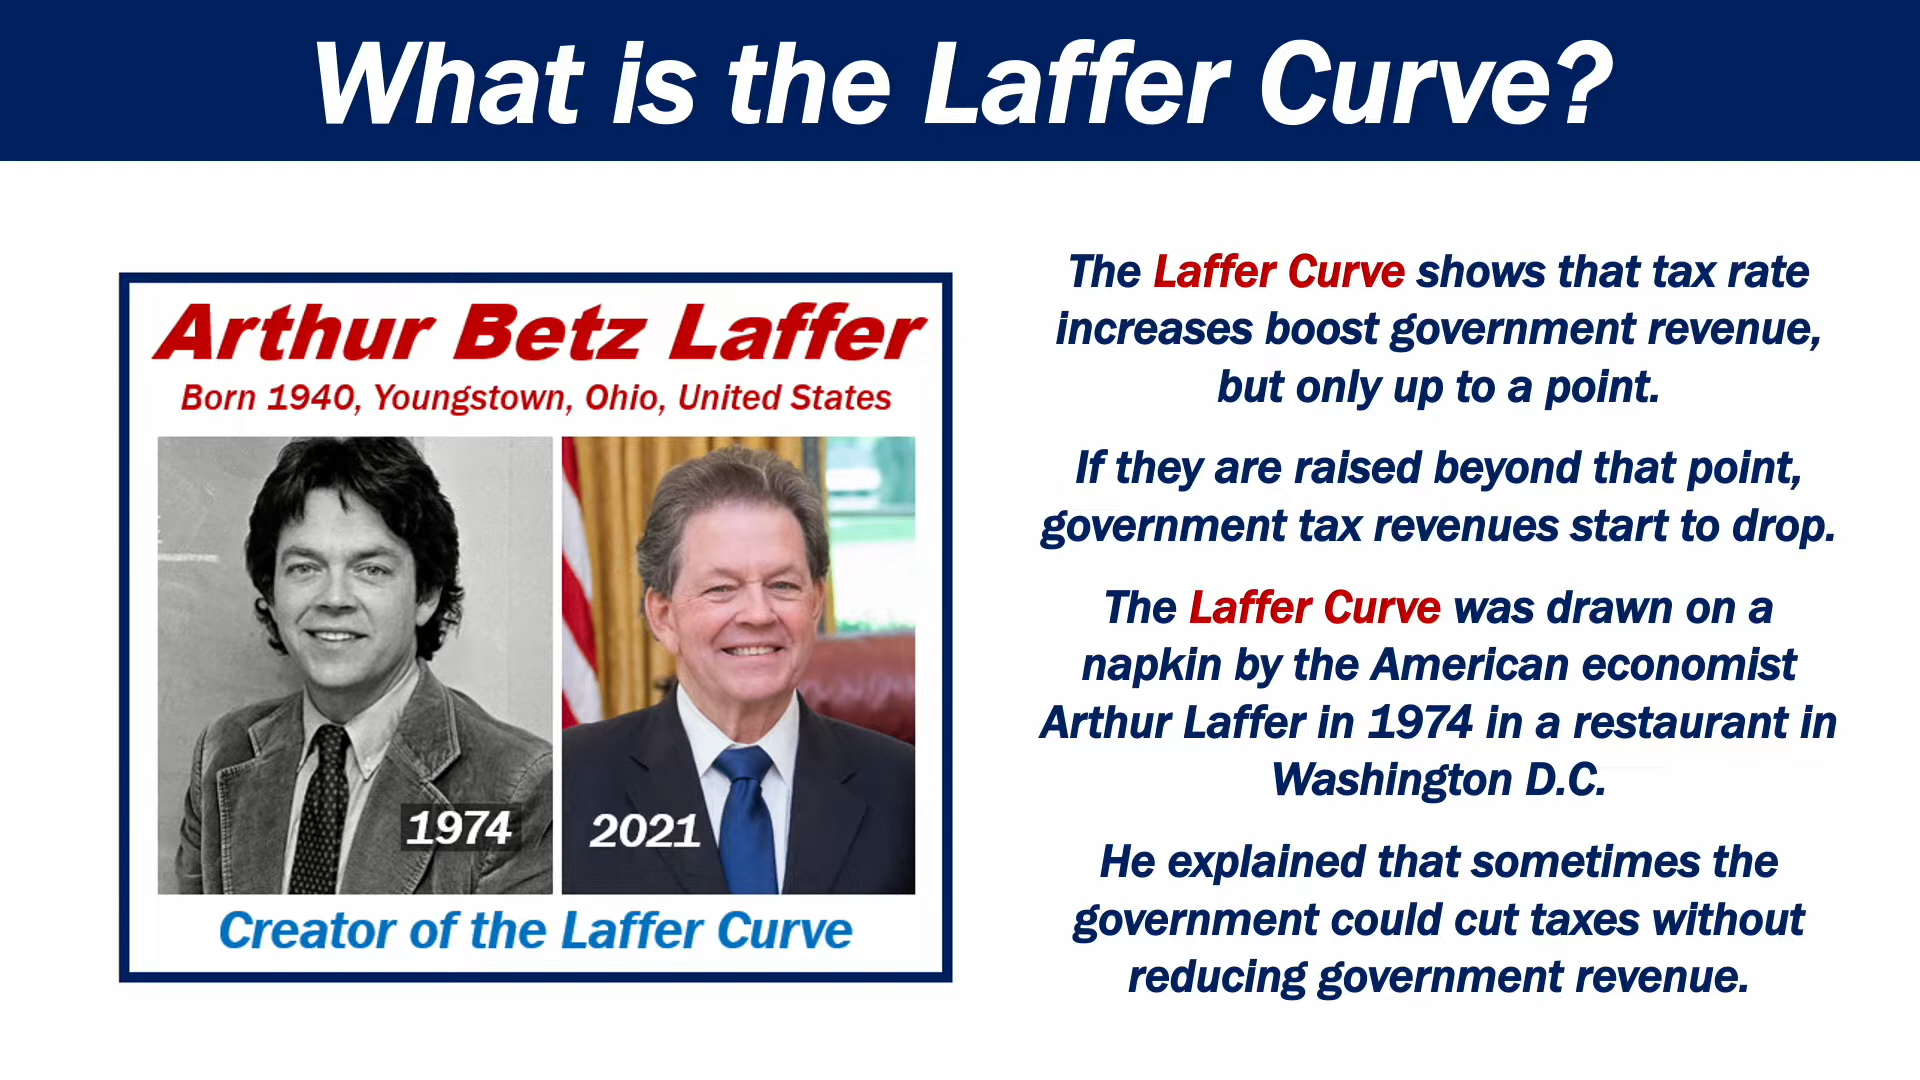 What is the Laffer Curve?
Arthur Betz Laffer
Born 1940, Youngstown, Ohio, United States
1974
2021
Creator of the Laffer Curve
The Laffer Curve shows that tax rate
increases boost government revenue,
but only up to a point.
If they are raised beyond that point,
government tax revenues start to drop.
The Laffer Curve was drawn on a
napkin by the American economist
Arthur Laffer in 1974 in a restaurant in
Washington D.C.
He explained that sometimes the
government could cut taxes without
reducing government revenue.